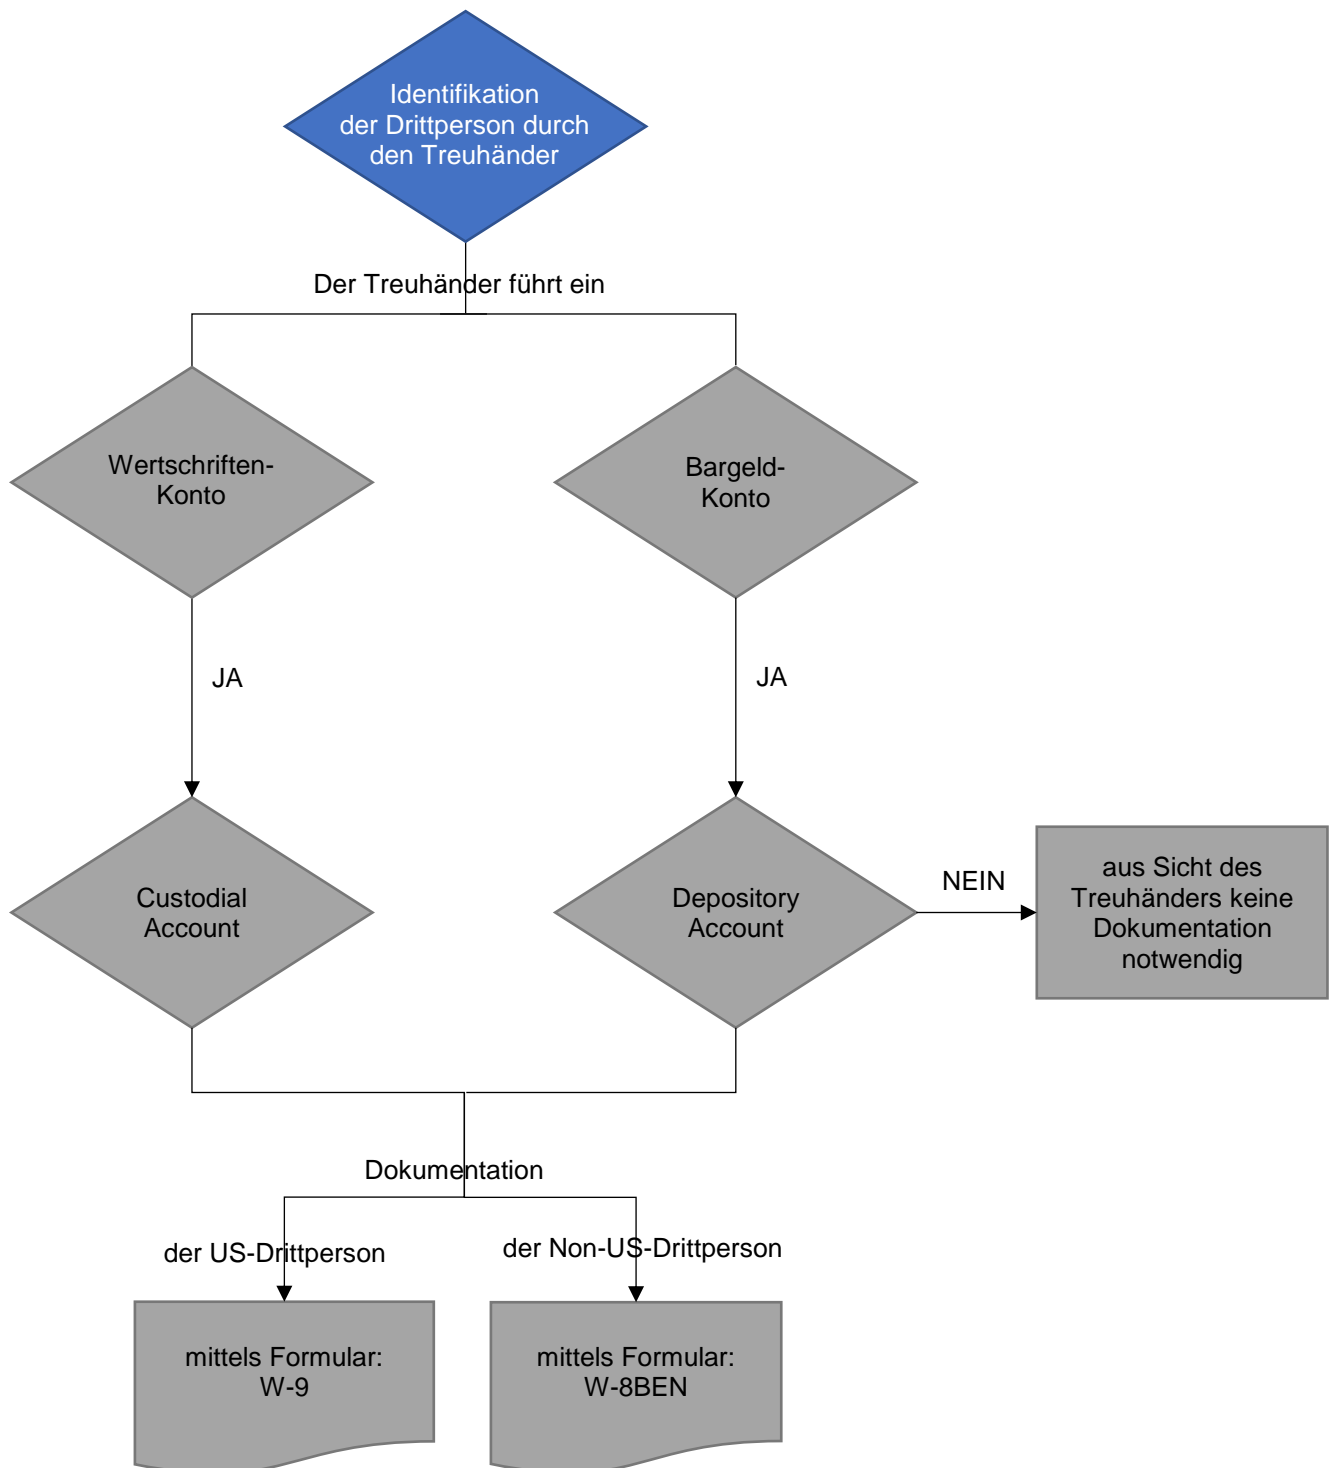 Identifikation
der Drittperson durch
den Treuhänder
Der Treuhänder führt ein
Wertschriften-
Konto
Bargeld-
Konto
JA
JA
Custodial
Account
Depository
Account
NEIN
aus Sicht des
Treuhänders keine
Dokumentation
notwendig
Dokumentation
der US-Drittperson
der Non-US-Drittperson
mittels Formular:
W-9
mittels Formular:
W-8BEN